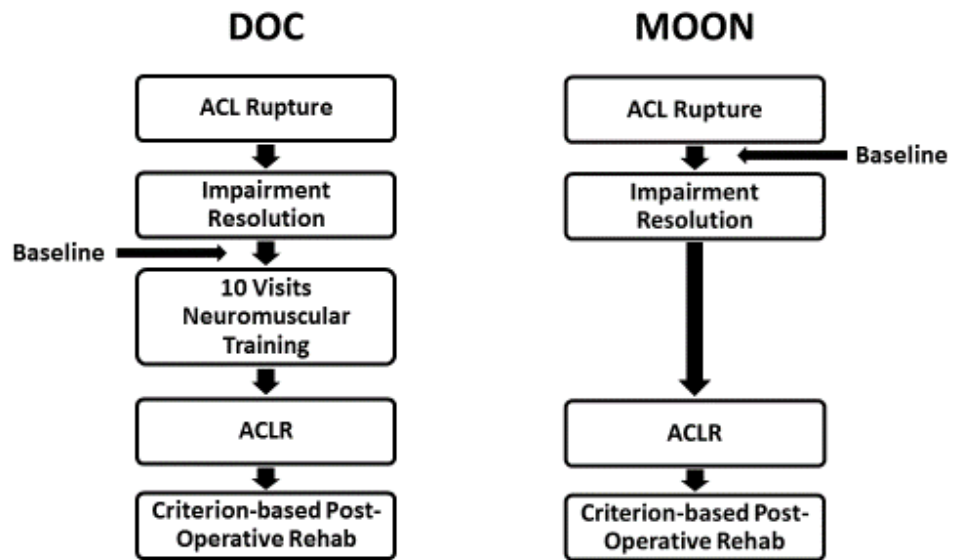 DOC
ACL Rupture
Impairment
Resolution
Baseline
10 Visits
Neuromuscular
Training
ACLR
Criterion-based Post-
Operative Rehab
MOON
ACL Rupture
Baseline
Impairment
Resolution
ACLR
Criterion-based Post-
Operative Rehab